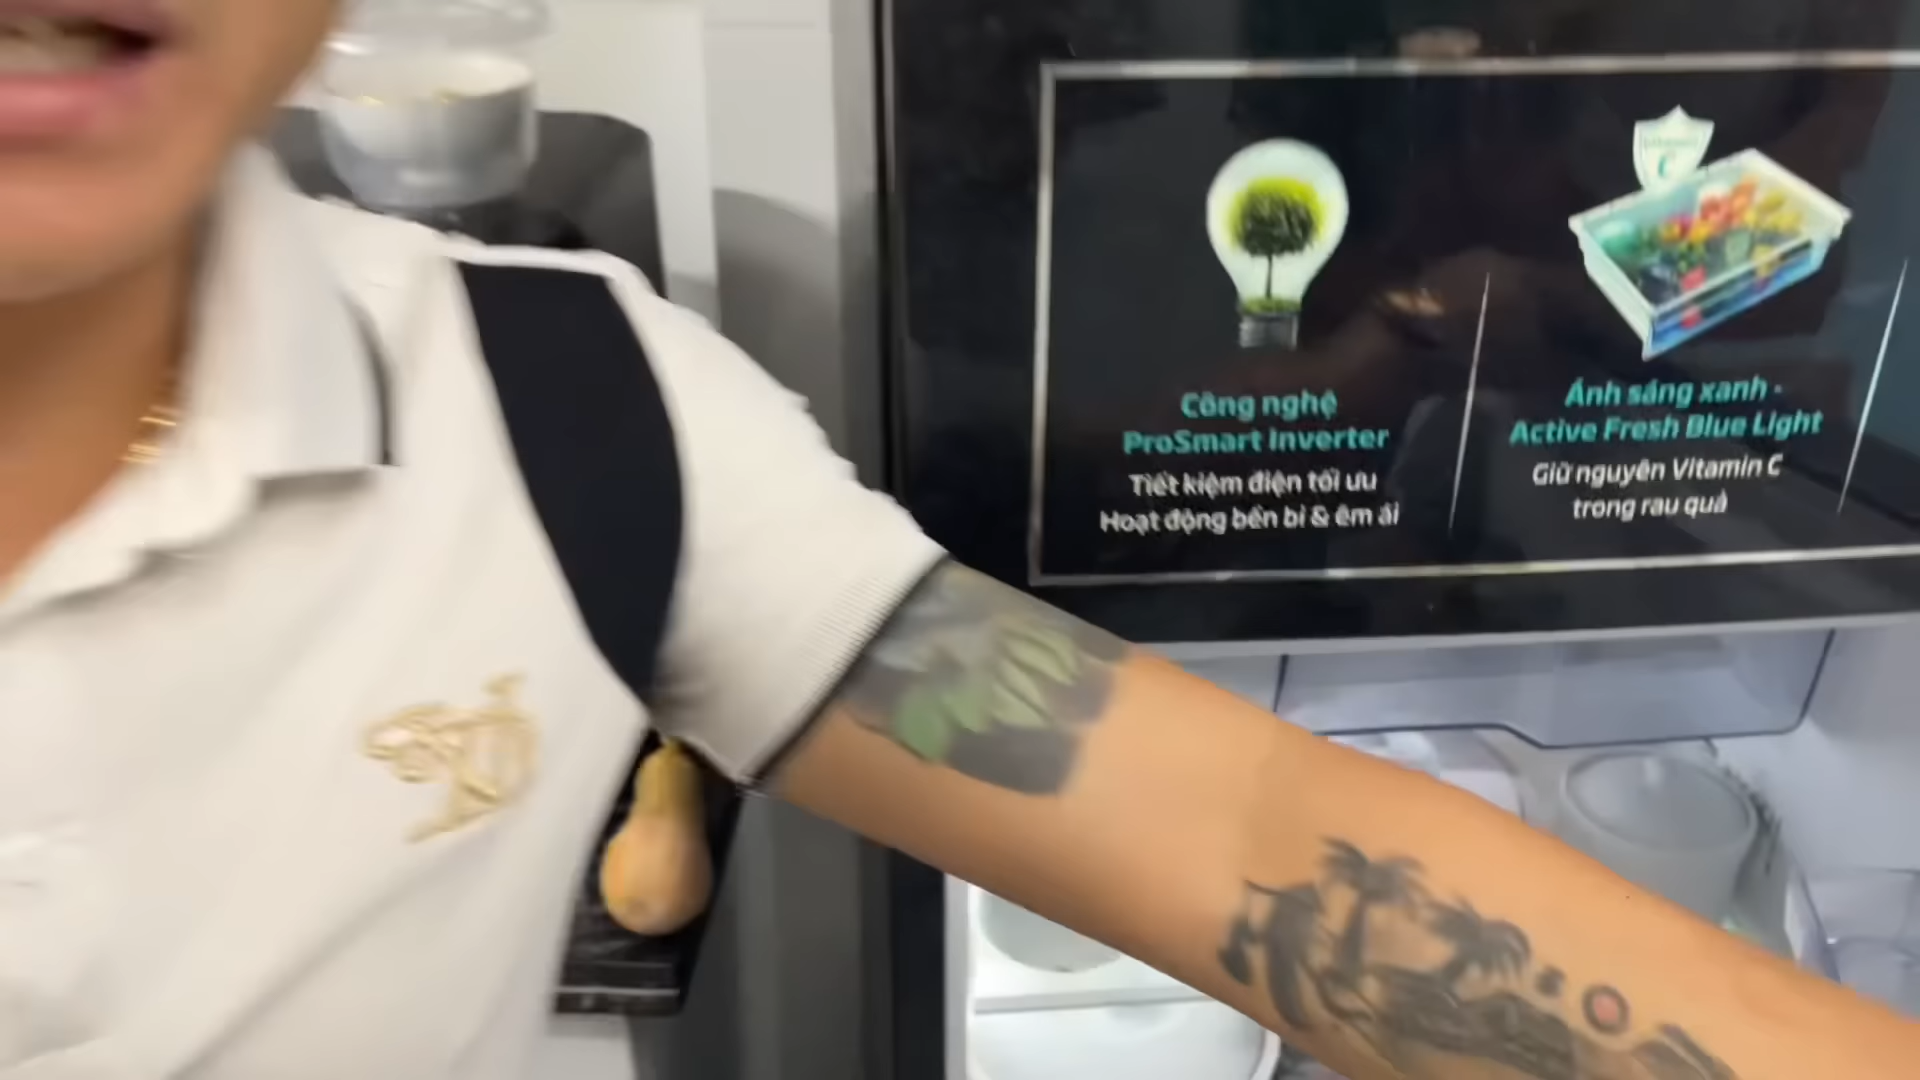 Công nghệ
ProSmart Inverter
Tiết kiệm điện tối ưu
Hoạt động bền bỉ & êm ái
Ánh sáng xanh -
Active Fresh Blue Light
Giữ nguyên Vitamin C
trong rau quả